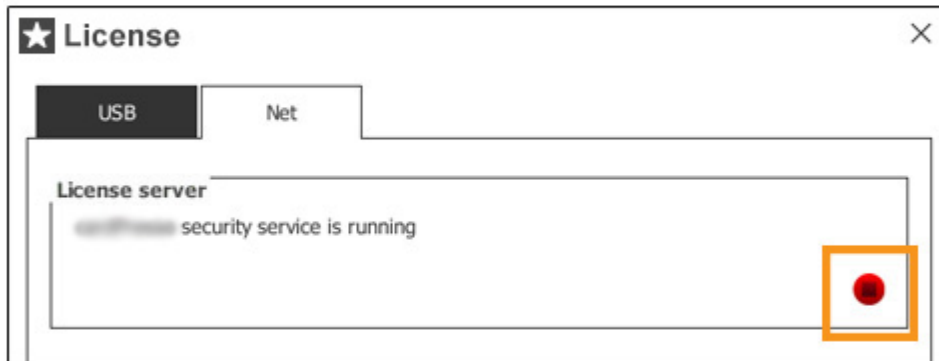 License
USB
Net
License server
security service is running